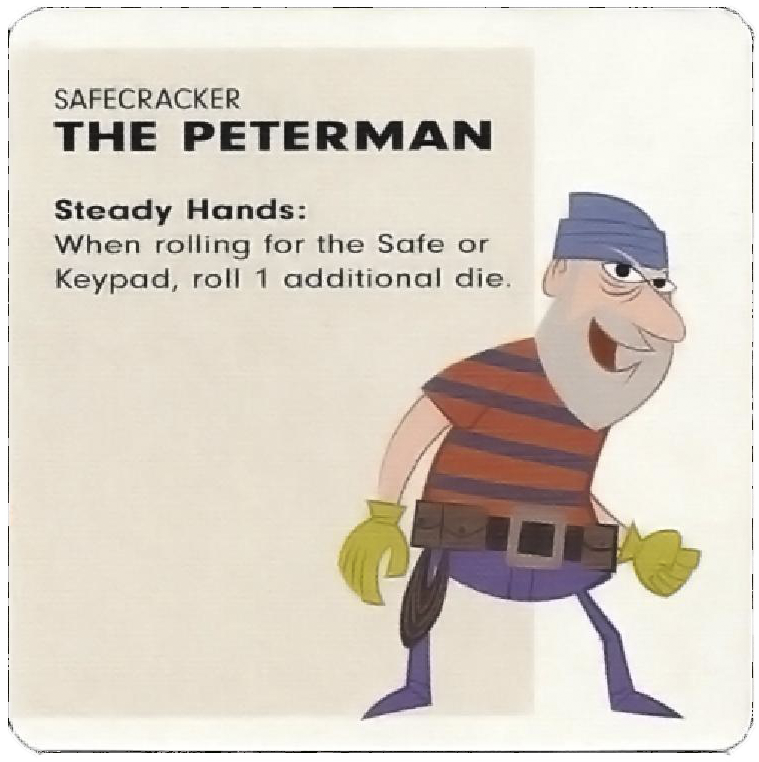 SAFECRACKER
THE PETERMAN
Steady Hands:
When rolling for the Safe or
Keypad, roll 1 additional die.